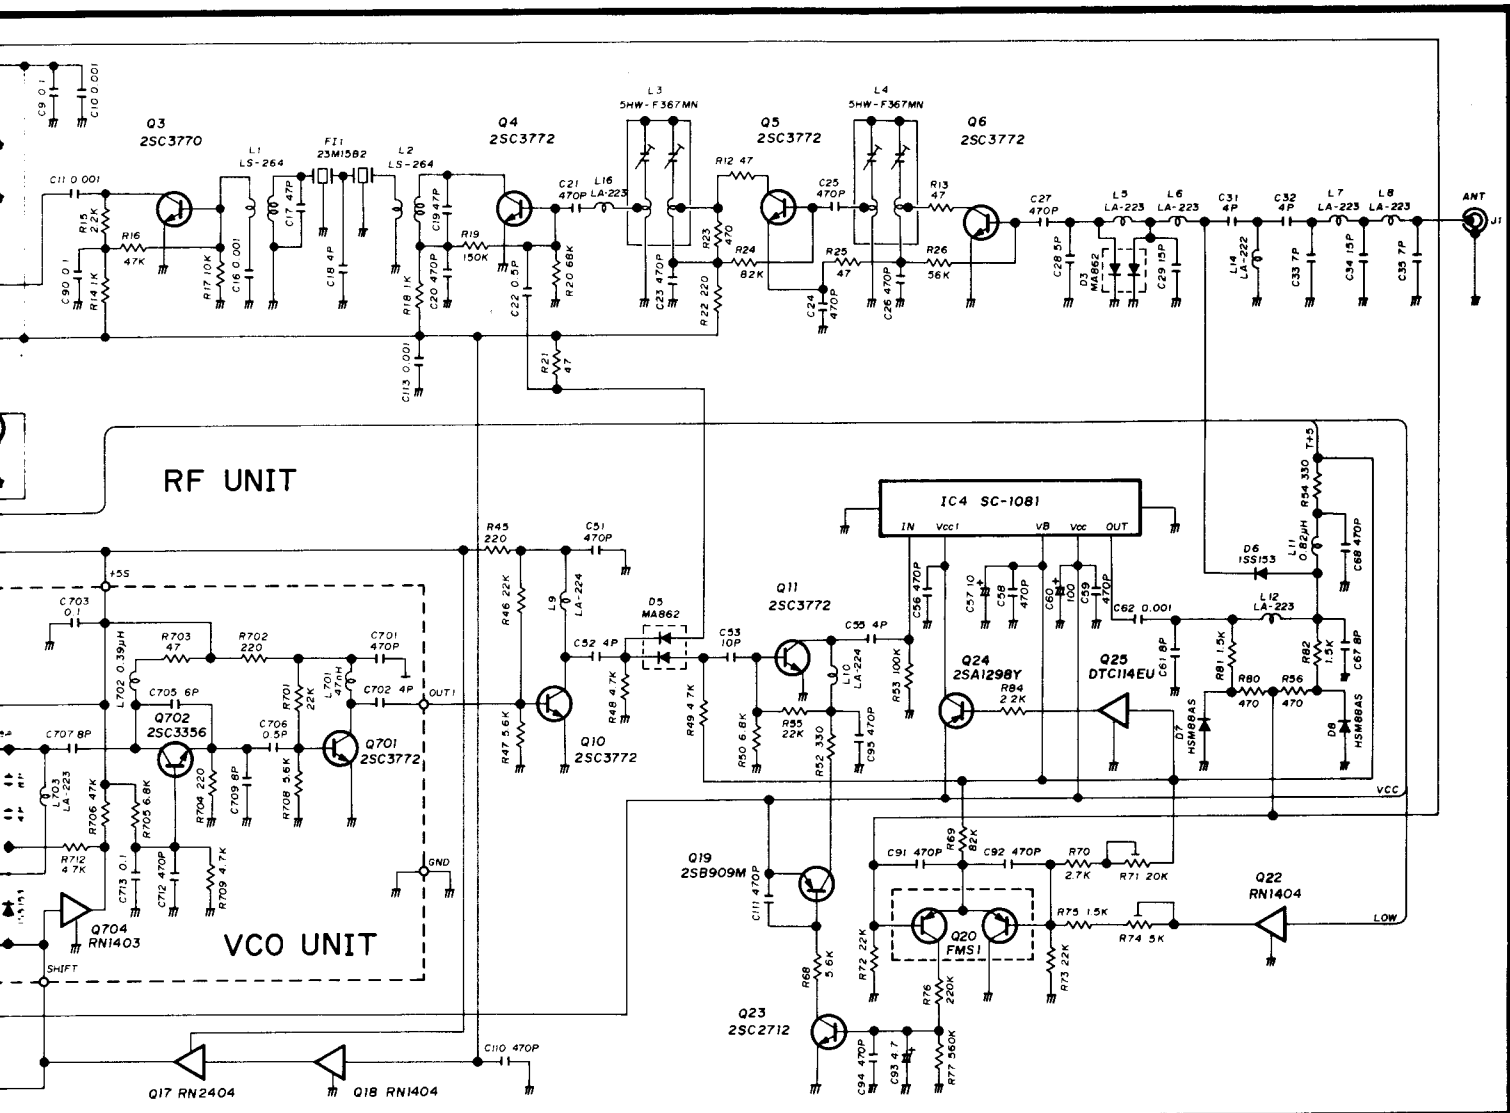 L3
5HW-F367MN
L4
5HW-F367MN
C9 0.1
C10 0.001
Q3
2SC3770
FI1
23M15B2
L1
LS-264
L2
LS-264
Q4
2SC3772
Q5
2SC3772
Q6
2SC3772
C11 0.001
R15
2.2K
R16
47K
C90 0.1
R14 1K
R17 10K
C16 0.001
C17 47P
C18 4P
C19 47P
R18 1K
C20 470P
R19
150K
C22 0.5P
R20 68K
C21
470P
L16
LA-223
C23 470P
R12 47
R23
470
R22 220
R24
82K
C25
470P
R25
47
C24
470P
C26 470P
R13
47
R26
56K
C27
470P
C28 5P
L5
LA-223
L6
LA-223
D3
MA862
C29 15P
C31
4P
C32
4P
L14
LA-222
L7
LA-223
L8
LA-223
C33 7P
C34 15P
C35 7P
ANT
J1
C113 0.001
R21
47
RF UNIT
T+5
R54 330
L11
0.82μH
C68 470P
IC4 SC-1081
IN
Vcc1
VB
Vcc
OUT
D6
1SS153
R45
220
C51
470P
R46 22K
L9
LA-224
+5S
C703
0.1
R703
47
R702
220
C701
470P
L702 0.39μH
C705 6P
R701
22K
L701
47nH
C702
4P
OUT1
C52 4P
D5
MA862
C53
10P
Q11
2SC3772
C55 4P
L10
LA-224
R53 100K
C56 470P
C57 10
C58
470P
C60
100
C59
470P
C62 0.001
L12
LA-223
C61 8P
R81 1.5K
R82
1.5K
C67 8P
R80
470
R56
470
D7
HSM88AS
D8
HSM88AS
Q24
2SA1298Y
R84
2.2K
Q25
DTC114EU
Q702
2SC3356
C706
0.5P
C707 8P
Q701
2SC3772
L703
LA-223
R706 47K
R705 6.8K
R704 220
C709 8P
R708 5.6K
R47 5.6K
Q10
2SC3772
R48 4.7K
R49 4.7K
R50 6.8K
R55
22K
R52 330
C95 470P
VCC
R712
4.7K
C713 0.1
C712 470P
R709 4.7K
GND
Q704
RN1403
VCO UNIT
SHIFT
Q19
2SB909M
C111 470P
R69
82K
C91 470P
C92 470P
R70
2.7K
R71 20K
Q22
RN1404
LOW
Q20
FMS1
R75 1.5K
R74 5K
R72 22K
R73 22K
R68
5.6K
R76
220K
Q23
2SC2712
C94 470P
C93 4.7
R77 560K
C110 470P
Q17 RN2404
Q18 RN1404